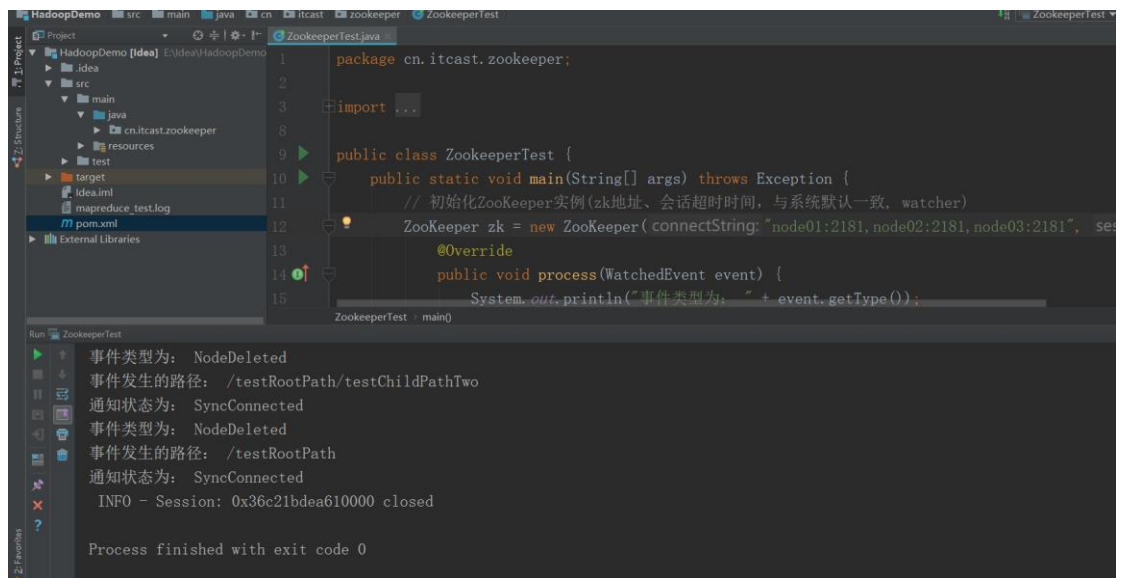 HadoopDemo src main java cn itcast zookeeper ZookeeperTest ZookeeperTest
Project ZookeeperTest.java
1: Project
Z: Structure
2: Favorites
HadoopDemo [Idea] E:\Idea\HadoopDemo
.idea
src
main
java
cn.itcast.zookeeper
resources
test
target
Idea.iml
mapreduce_test.log
pom.xml
External Libraries
1 package cn.itcast.zookeeper;
2
3 import ...
8
9 public class ZookeeperTest {
10 public static void main(String[] args) throws Exception {
11 // 初始化ZooKeeper实例(zk地址、会话超时时间，与系统默认一致, watcher)
12 ZooKeeper zk = new ZooKeeper( connectString: "node01:2181,node02:2181,node03:2181", ses
13 @Override
14 public void process(WatchedEvent event) {
15 System.out.println("事件类型为： " + event.getType());
ZookeeperTest › main()
Run ZookeeperTest
事件类型为： NodeDeleted
事件发生的路径： /testRootPath/testChildPathTwo
通知状态为： SyncConnected
事件类型为： NodeDeleted
事件发生的路径： /testRootPath
通知状态为： SyncConnected
INFO - Session: 0x36c21bdea610000 closed
Process finished with exit code 0